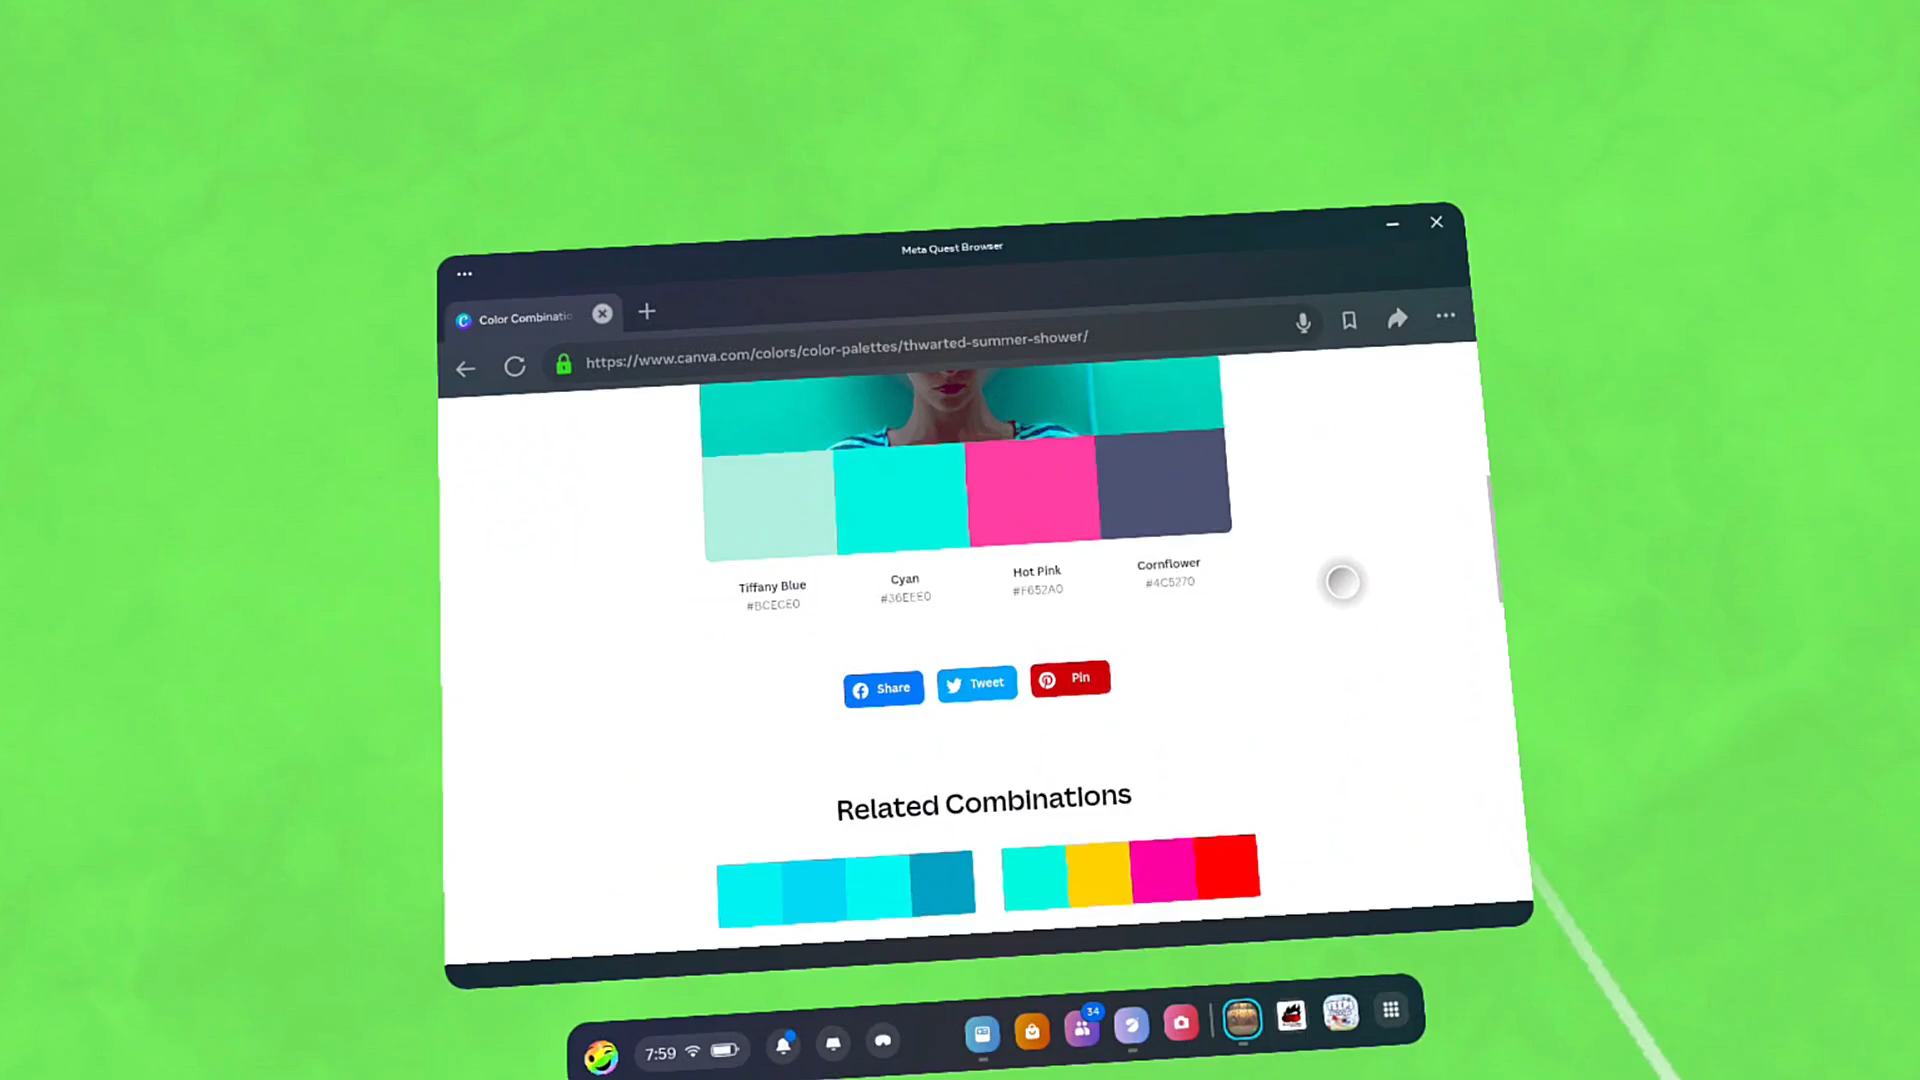 Meta Quest Browser
Color Combinatio
https://www.canva.com/colors/color-palettes/thwarted-summer-shower/
Tiffany Blue
#BCECE0
Cyan
#36EEE0
Hot Pink
#F652A0
Cornflower
#4C5270
Share
Tweet
Pin
Related Combinations
7:59
34